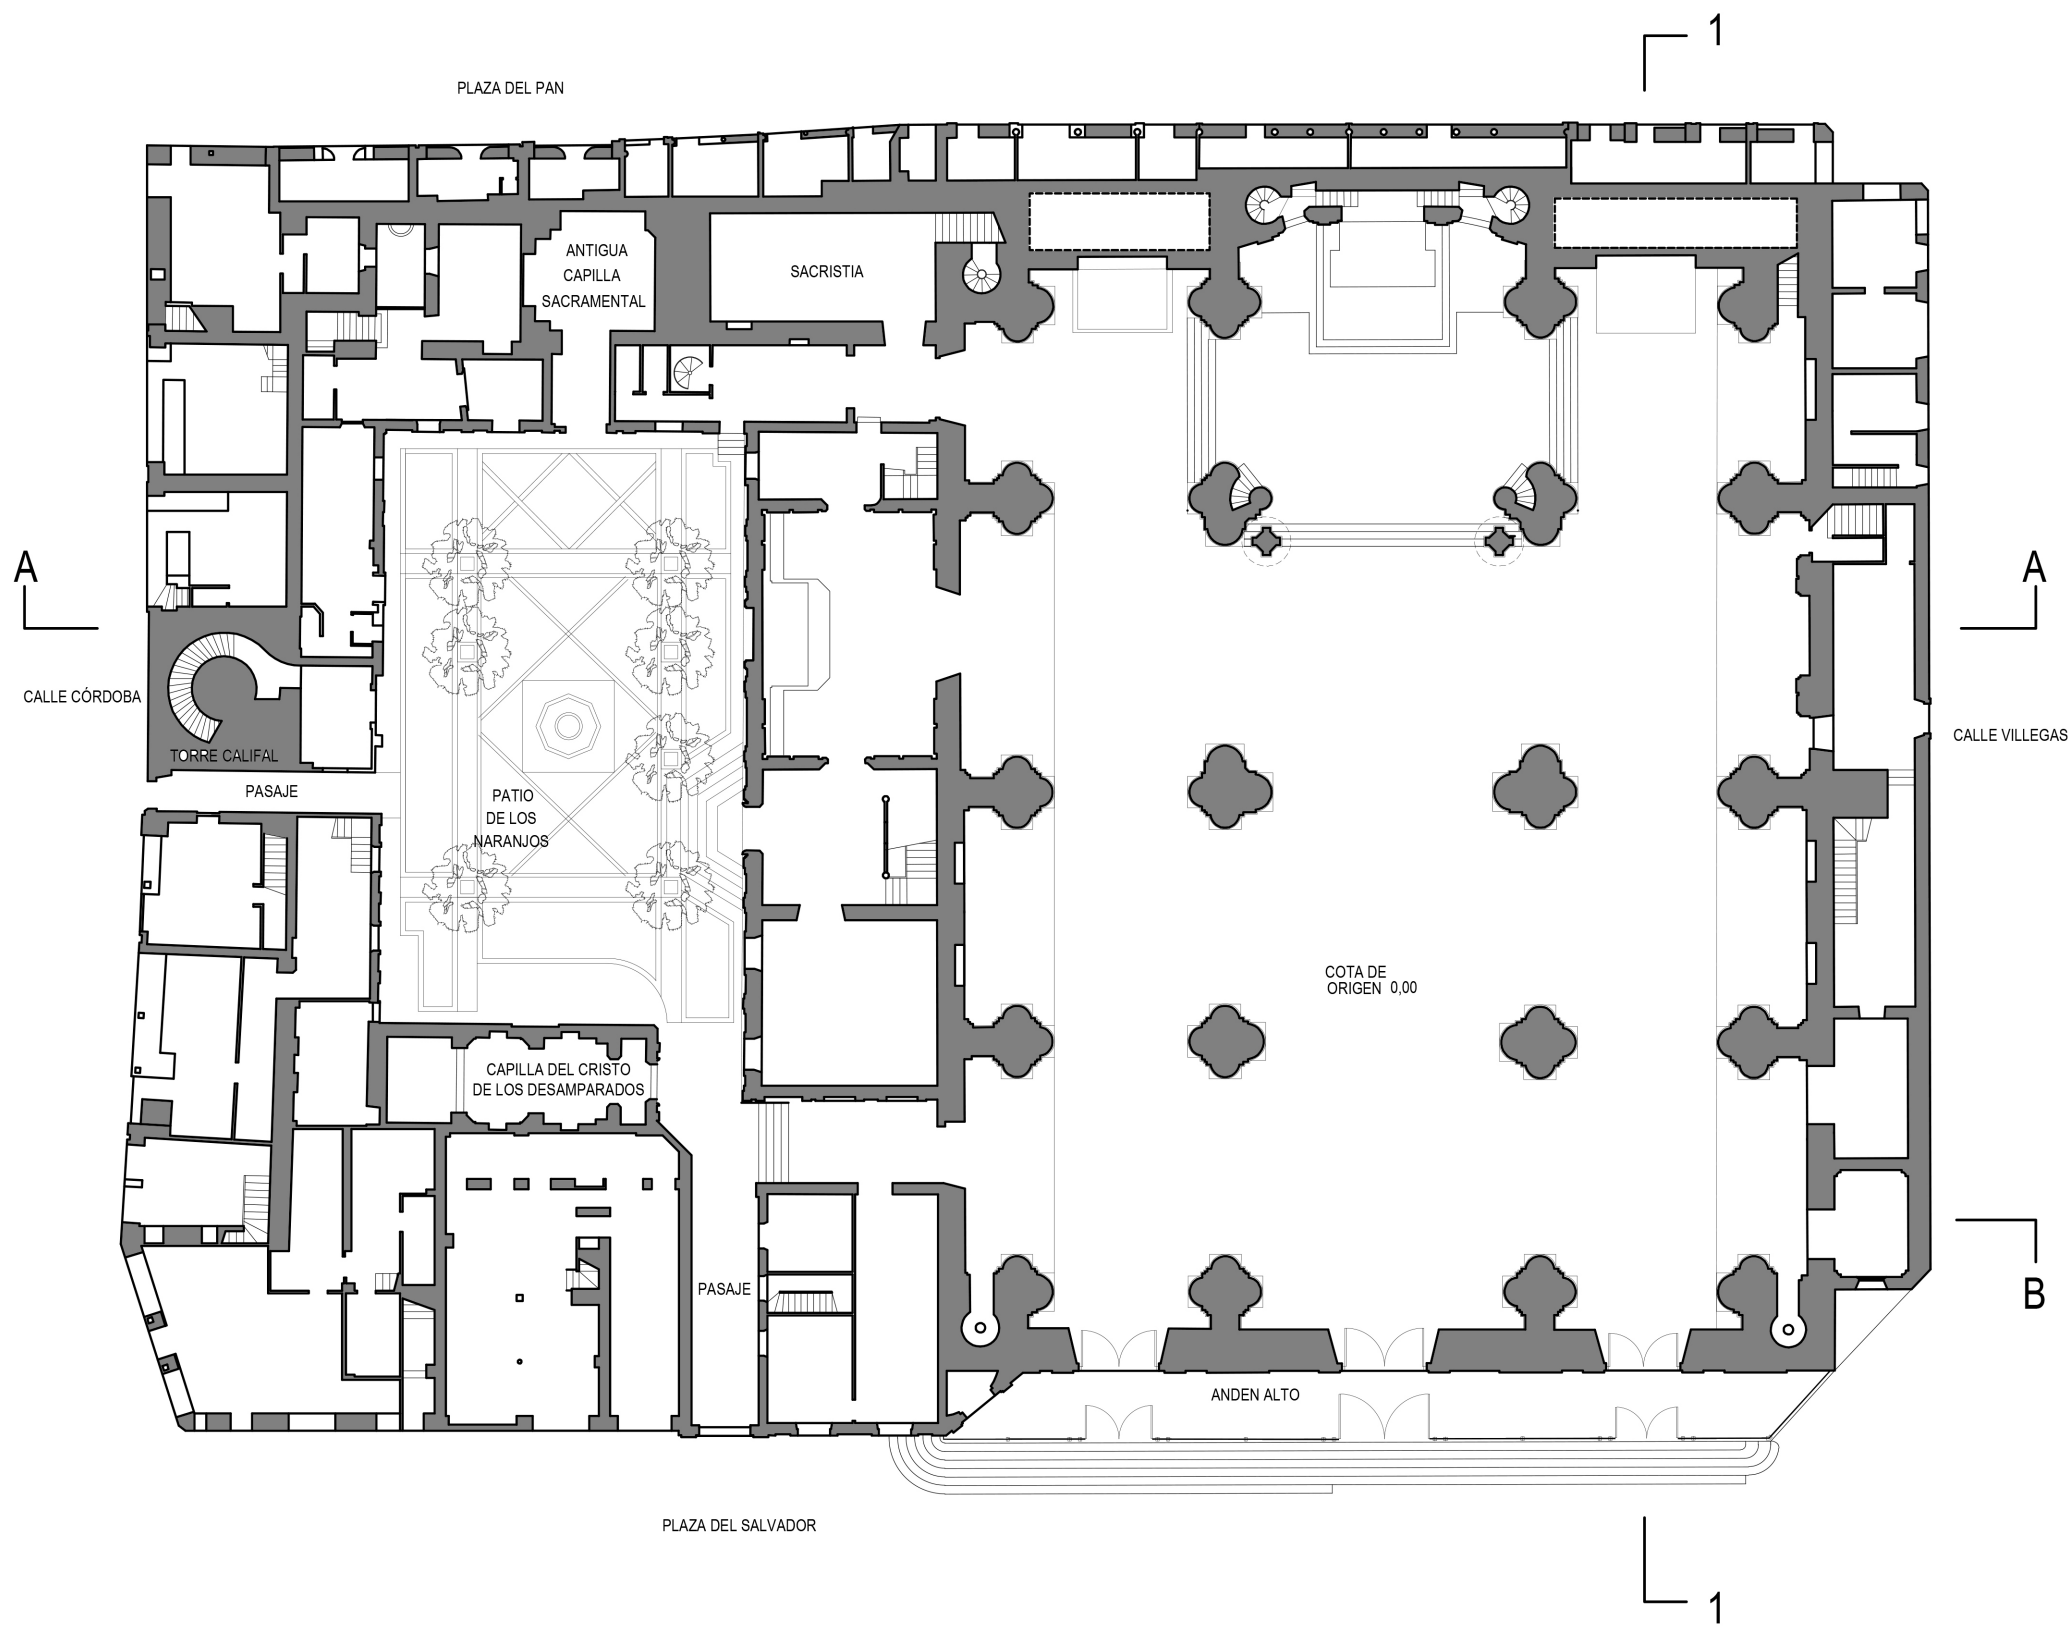 1
PLAZA DEL PAN
ANTIGUA
CAPILLA
SACRAMENTAL
SACRISTIA
A
A
CALLE CÓRDOBA
TORRE CALIFAL
CALLE VILLEGAS
PASAJE
PATIO
DE LOS
NARANJOS
COTA DE
ORIGEN 0,00
CAPILLA DEL CRISTO
DE LOS DESAMPARADOS
PASAJE
B
ANDEN ALTO
PLAZA DEL SALVADOR
1